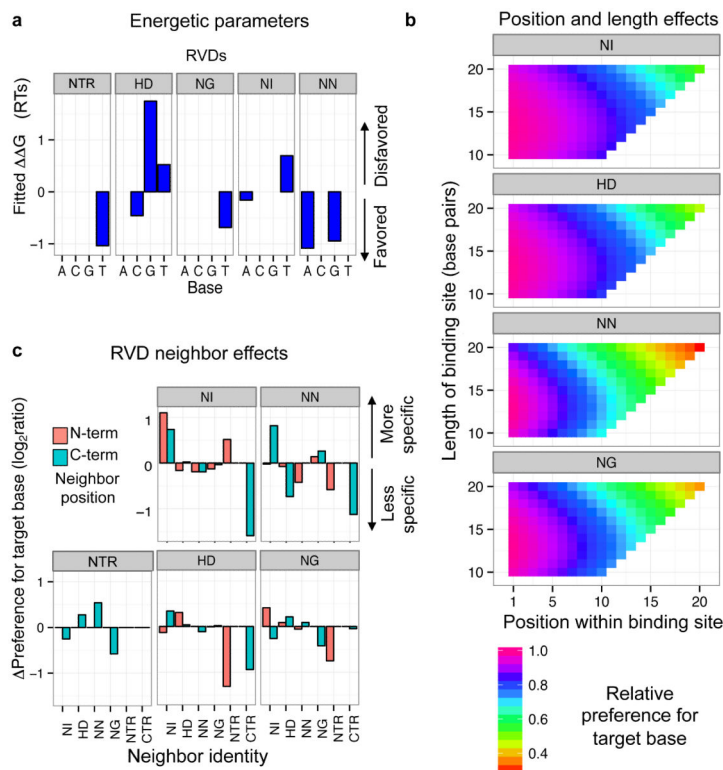 a
Energetic parameters
RVDs
NTR HD NG NI NN
Fitted ΔΔG (RTs)
1
0
−1
Disfavored
Favored
A C G T A C G T A C G T A C G T A C G T
Base
b
Position and length effects
NI
20
15
10
HD
20
15
10
NN
20
15
10
NG
20
15
10
Length of binding site (base pairs)
1 5 10 15 20
Position within binding site
1.0
0.8
0.6
0.4
Relative
preference for
target base
c
RVD neighbor effects
NI NN
N-term
C-term
Neighbor
position
1
0
−1
More
specific
Less
specific
NTR HD NG
1
0
−1
ΔPreference for target base (log2ratio)
NI HD NN NG NTR CTR NI HD NN NG NTR CTR NI HD NN NG NTR CTR
Neighbor identity